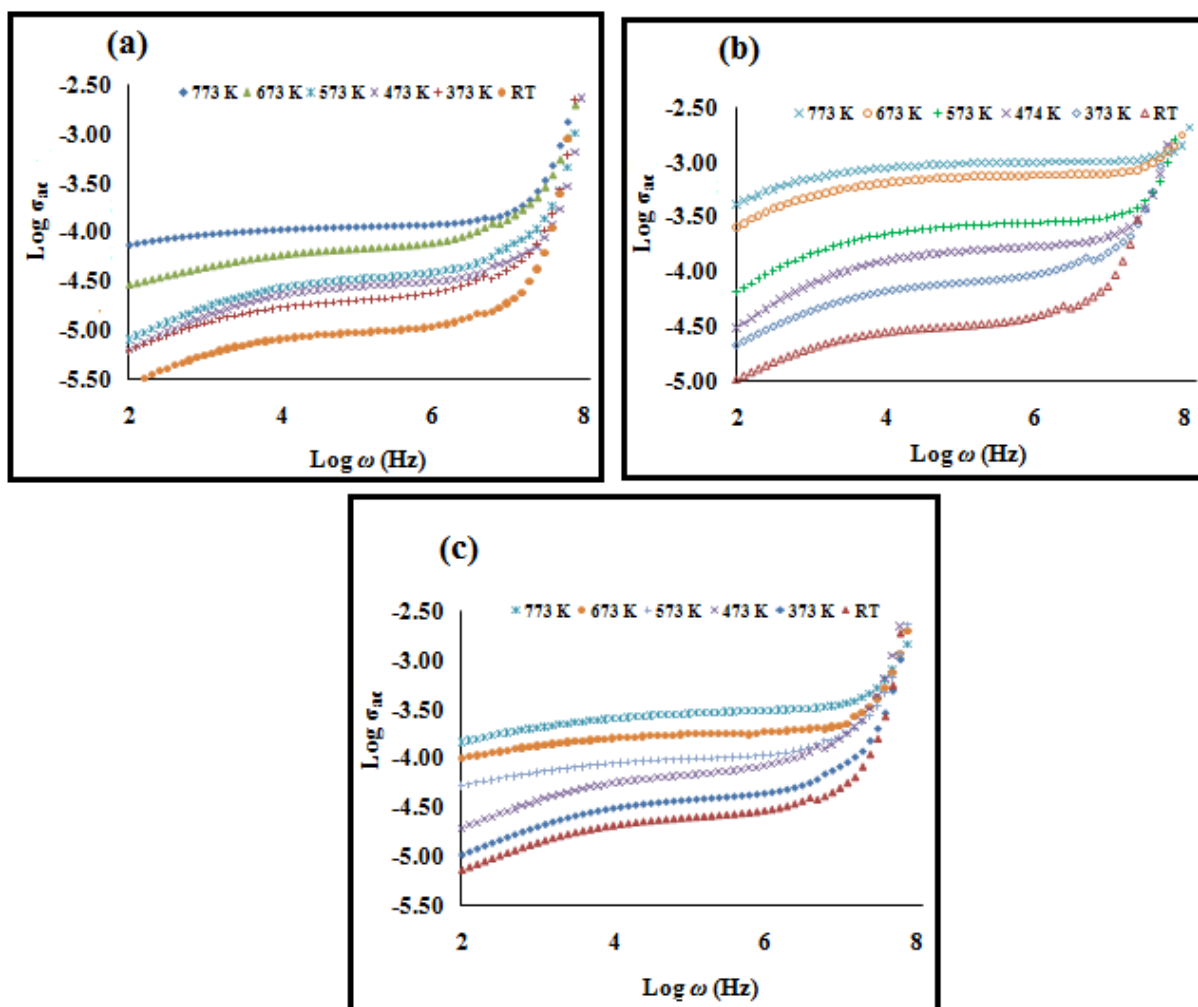 (a)
773 K 673 K 573 K 473 K 373 K RT
-2.50
-3.00
-3.50
-4.00
-4.50
-5.00
-5.50
Log σac
2 4 6 8
Log ω (Hz)
(b)
773 K 673 K 573 K 474 K 373 K RT
-2.50
-3.00
-3.50
-4.00
-4.50
-5.00
Log σac
2 4 6 8
Log ω (Hz)
(c)
773 K 673 K 573 K 473 K 373 K RT
-2.50
-3.00
-3.50
-4.00
-4.50
-5.00
-5.50
Log σac
2 4 6 8
Log ω (Hz)